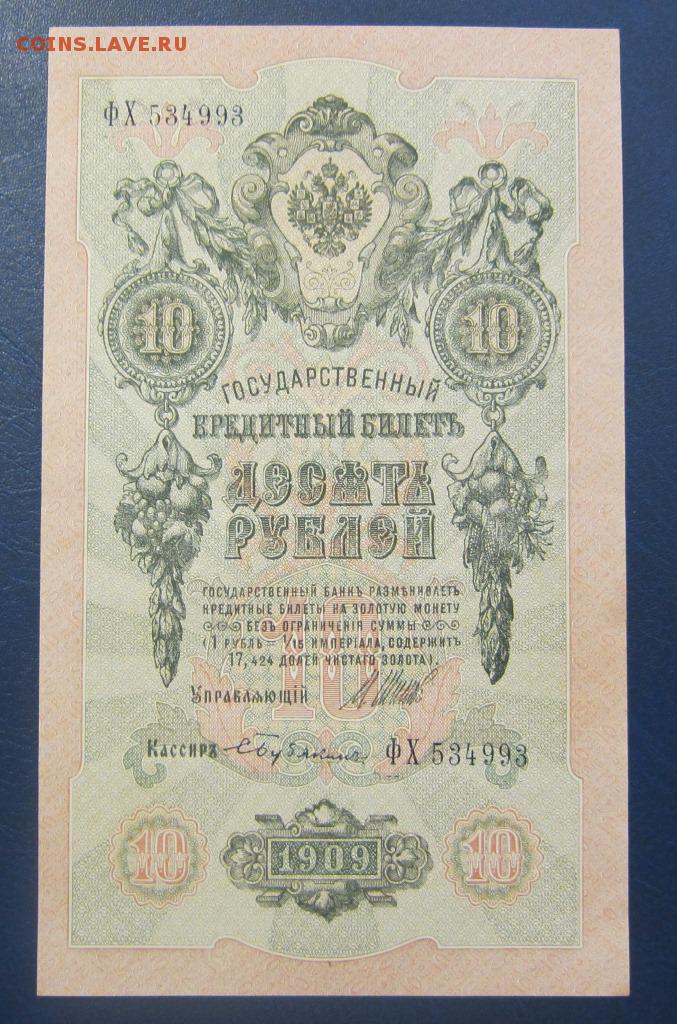 COINS.LAVE.RU
ФХ 534993
10 10
ГОСУДАРСТВЕННЫЙ
КРЕДИТНЫЙ БИЛЕТЪ
ДЕСЯТЬ
РУБЛЕЙ
ГОСУДАРСТВЕННЫЙ БАНКЪ РАЗМѢНИВАЕТЪ
КРЕДИТНЫЕ БИЛЕТЫ НА ЗОЛОТУЮ МОНЕТУ
БЕЗЪ ОГРАНИЧЕНІЯ СУММЫ
(1 РУБЛЬ = 1/15 ИМПЕРІАЛА, СОДЕРЖИТЪ
17,424 ДОЛЕЙ ЧИСТАГО ЗОЛОТА).
10
УПРАВЛЯЮЩІЙ
Кассиръ ФХ 534993
10 1909 10